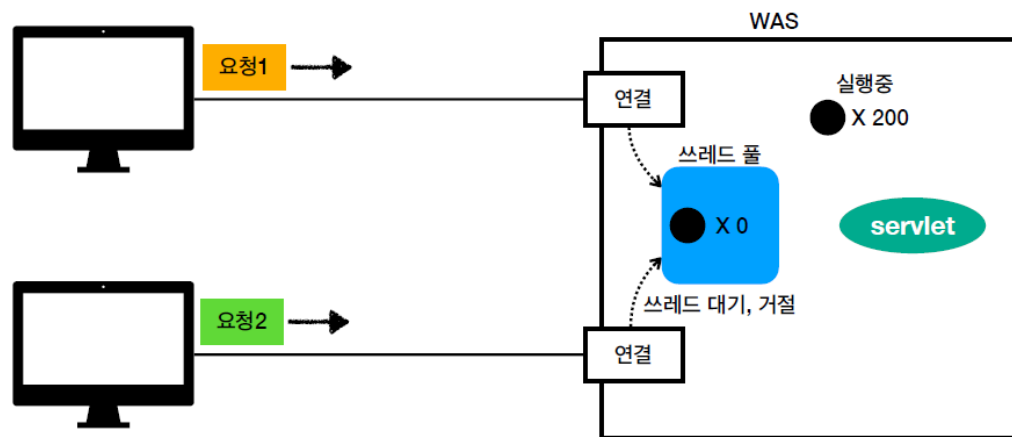 WAS
요청1
연결
실행중
X 200
쓰레드 풀
X 0
servlet
쓰레드 대기, 거절
요청2
연결